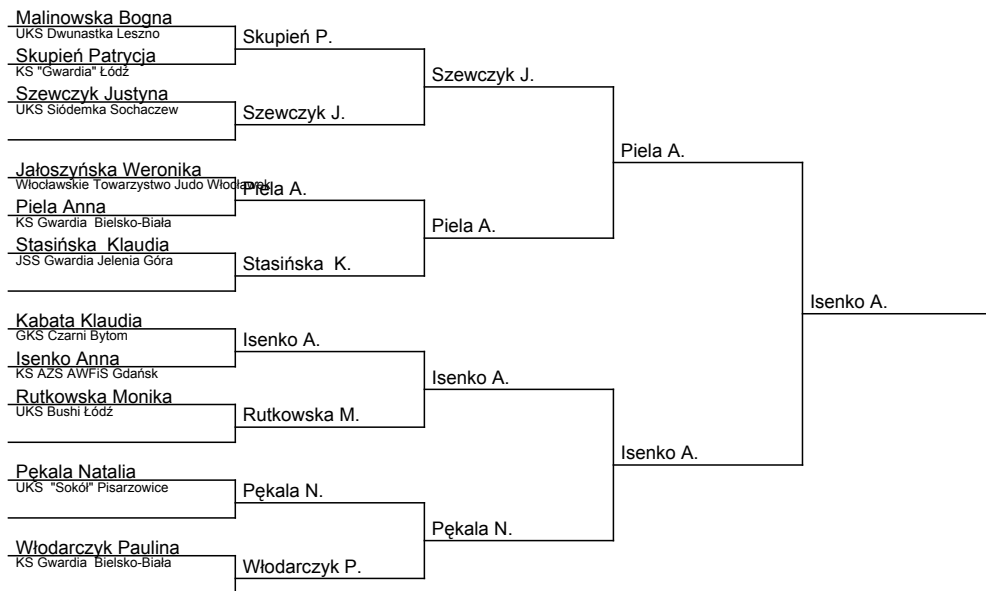 Malinowska Bogna
UKS Dwunastka Leszno
Skupień Patrycja
KS "Gwardia" Łódź
Szewczyk Justyna
UKS Siódemka Sochaczew
Jałoszyńska Weronika
Włocławskie Towarzystwo Judo Włocławek
Piela Anna
KS Gwardia Bielsko-Biała
Stasińska Klaudia
JSS Gwardia Jelenia Góra
Kabata Klaudia
GKS Czarni Bytom
Isenko Anna
KS AZS AWFiS Gdańsk
Rutkowska Monika
UKS Bushi Łódź
Pękala Natalia
UKS "Sokół" Pisarzowice
Włodarczyk Paulina
KS Gwardia Bielsko-Biała
Skupień P.
Szewczyk J.
Piela A.
Stasińska K.
Isenko A.
Rutkowska M.
Pękala N.
Włodarczyk P.
Szewczyk J.
Piela A.
Isenko A.
Pękala N.
Piela A.
Isenko A.
Isenko A.